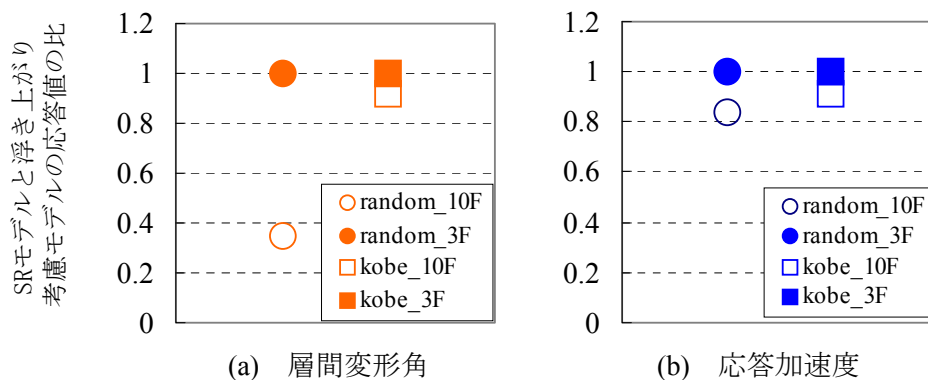 SRモデルと浮き上がり
考慮モデルの応答値の比
1.2
1
0.8
0.6
0.4
0.2
0
random_10F
random_3F
kobe_10F
kobe_3F
(a) 層間変形角
1.2
1
0.8
0.6
0.4
0.2
0
random_10F
random_3F
kobe_10F
kobe_3F
(b) 応答加速度